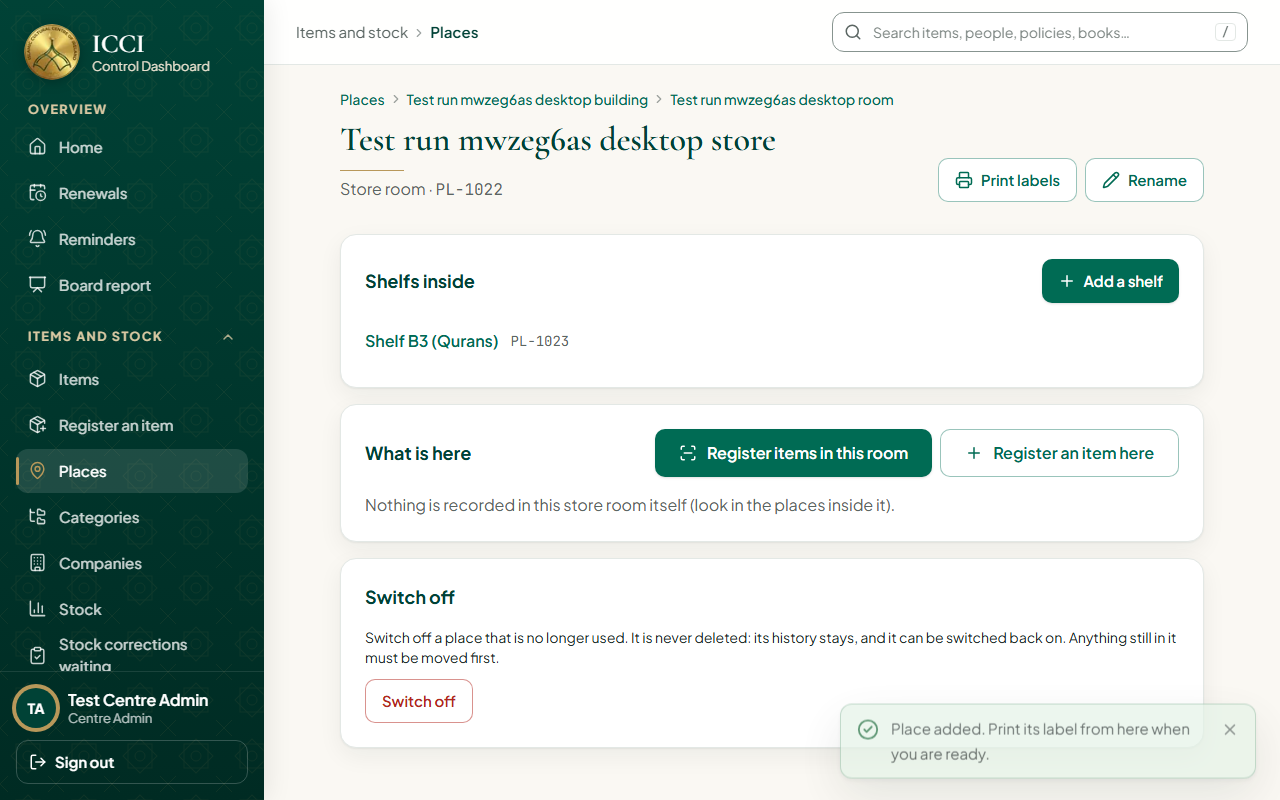 ICCI
Control Dashboard
OVERVIEW
Home
Renewals
Reminders
Board report
ITEMS AND STOCK
Items
Register an item
Places
Categories
Companies
Stock
Stock corrections
waiting
TA
Test Centre Admin
Centre Admin
Sign out
Items and stock > Places
Search items, people, policies, books… /
Places > Test run mwzeg6as desktop building > Test run mwzeg6as desktop room
Test run mwzeg6as desktop store
Store room · PL-1022
Print labels
Rename
Shelfs inside
Add a shelf
Shelf B3 (Qurans) PL-1023
What is here
Register items in this room
Register an item here
Nothing is recorded in this store room itself (look in the places inside it).
Switch off
Switch off a place that is no longer used. It is never deleted: its history stays, and it can be switched back on. Anything still in it
must be moved first.
Switch off
Place added. Print its label from here when
you are ready.